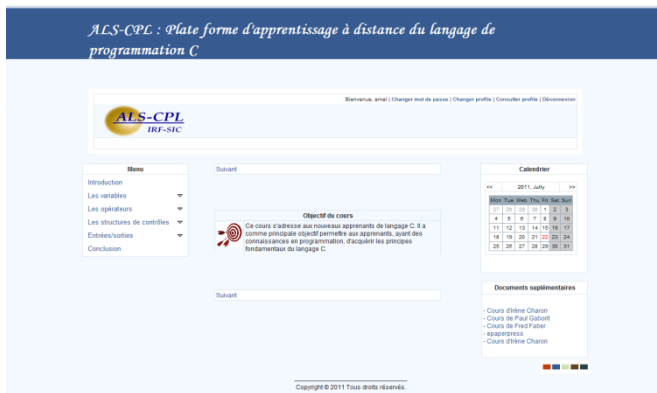 ALS-CPL : Plate forme d'apprentissage à distance du langage de
programmation C
Bienvenue, amal | Changer mot de passe | Changer profile | Consulter profile | Déconnexion
ALS-CPL
IRF-SIC
Menu
Introduction
Les variables
Les opérateurs
Les structures de contrôles
Entrées/sorties
Conclusion
Suivant
Objectif du cours
Ce cours s'adresse aux nouveaux apprenants de langage C. Il a
comme principale objectif permettre aux apprenants, ayant des
connaissances en programmation, d'acquérir les principes
fondamentaux du langage C.
Suivant
Calendrier
<< 2011, July >>
Mon Tue Wed Thu Fri Sat Sun
27 28 29 30 1 2 3
4 5 6 7 8 9 10
11 12 13 14 15 16 17
18 19 20 21 22 23 24
25 26 27 28 29 30 31
Documents suplémentaires
- Cours d'Irène Charon
- Cours de Paul Gaborit
- Cours de Fred Faber
- epaperpress
- Cours d'Irène Charon
Copyright © 2011 Tous droits réservés.